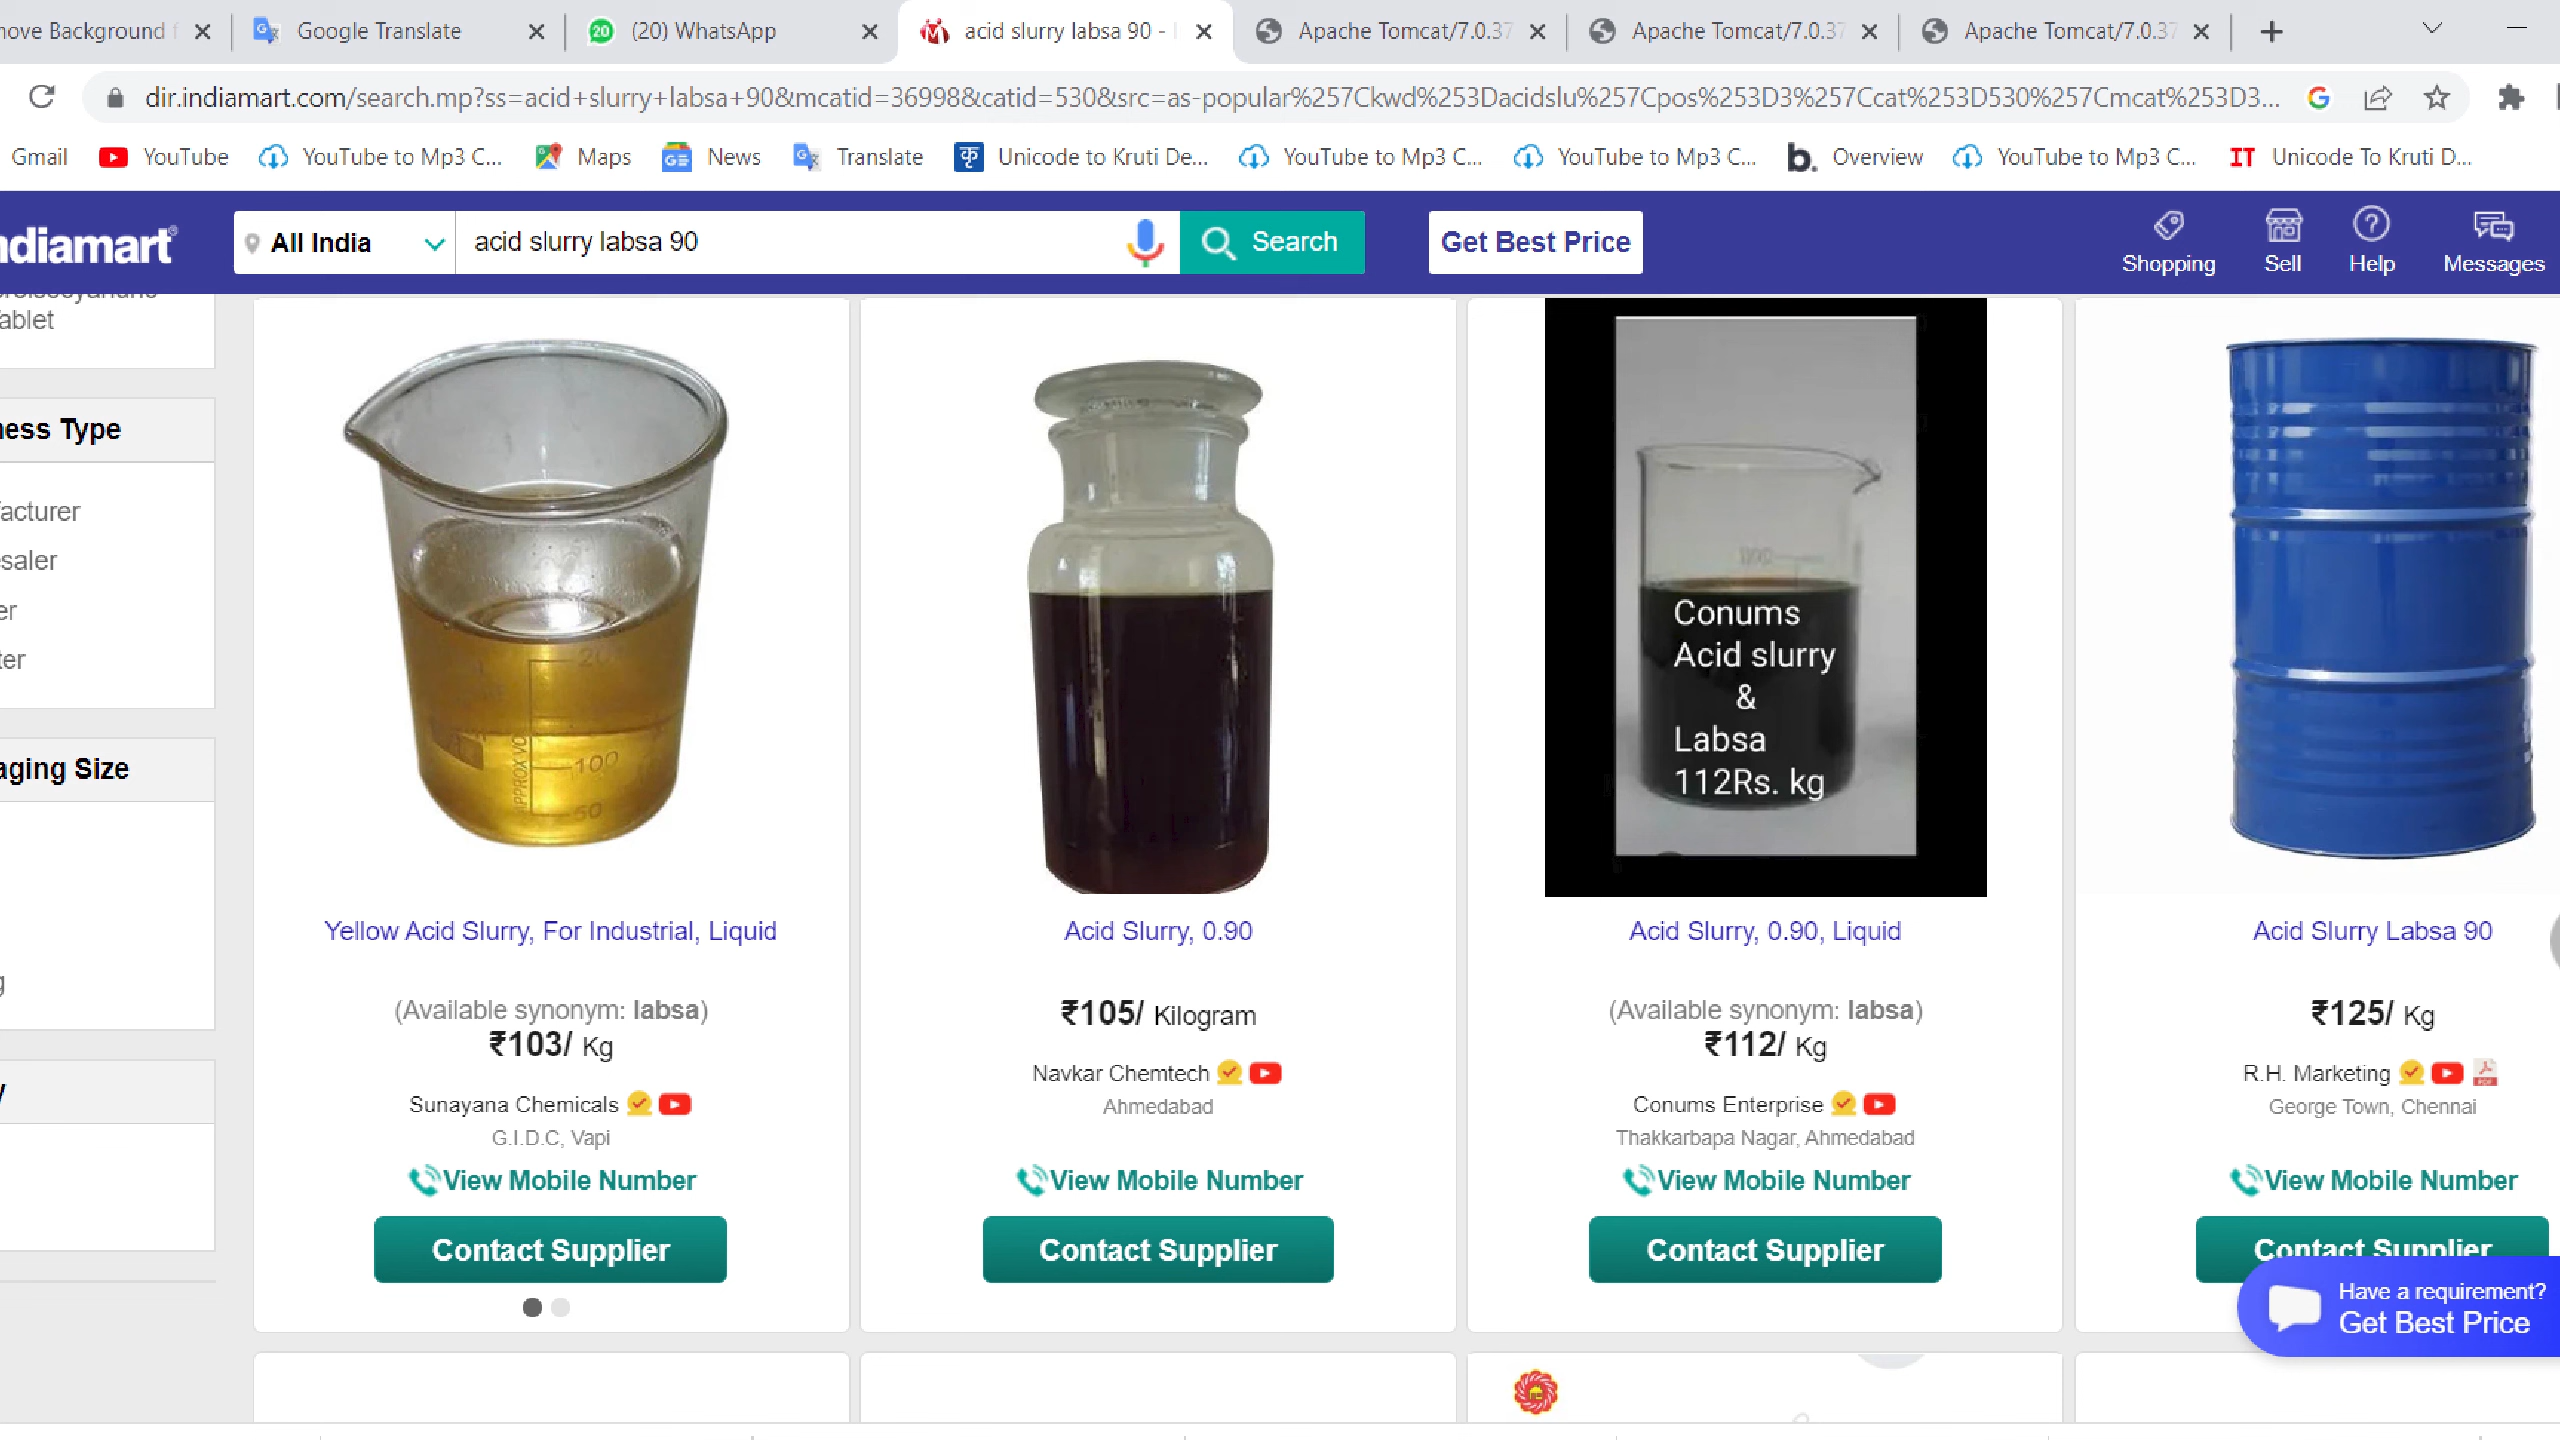 Google Translate
20
(20) WhatsApp
acid slurry labsa 90 -
Apache Tomcat/7.0.37
Apache Tomcat/7.0.37
Apache Tomcat/7.0.37
dir.indiamart.com/search.mp?ss=acid+slurry+labsa+90&mcatid=36998&catid=530&src=as-popular%257Ckwd%253Dacidslu%257Cpos%253D3%257Ccat%253D530%257Cmcat%253D3...
Gmail YouTube YouTube to Mp3 C... Maps News Translate Unicode to Kruti De... YouTube to Mp3 C... YouTube to Mp3 C... Overview YouTube to Mp3 C... Unicode To Kruti D...
ndiamart
All India
acid slurry labsa 90
Search
Get Best Price
Shopping
Sell
Help
Messages
ablet
ness Type
acturer
saler
er
ter
aging Size
Conums
Acid slurry
&
Labsa
112Rs. kg
APPROX VO
100
50
Yellow Acid Slurry, For Industrial, Liquid
(Available synonym: labsa)
₹103/ Kg
Sunayana Chemicals
G.I.D.C, Vapi
View Mobile Number
Contact Supplier
Acid Slurry, 0.90
₹105/ Kilogram
Navkar Chemtech
Ahmedabad
View Mobile Number
Contact Supplier
Acid Slurry, 0.90, Liquid
(Available synonym: labsa)
₹112/ Kg
Conums Enterprise
Thakkarbapa Nagar, Ahmedabad
View Mobile Number
Contact Supplier
Acid Slurry Labsa 90
₹125/ Kg
R.H. Marketing
George Town, Chennai
View Mobile Number
Contact Supplier
Have a requirement?
Get Best Price